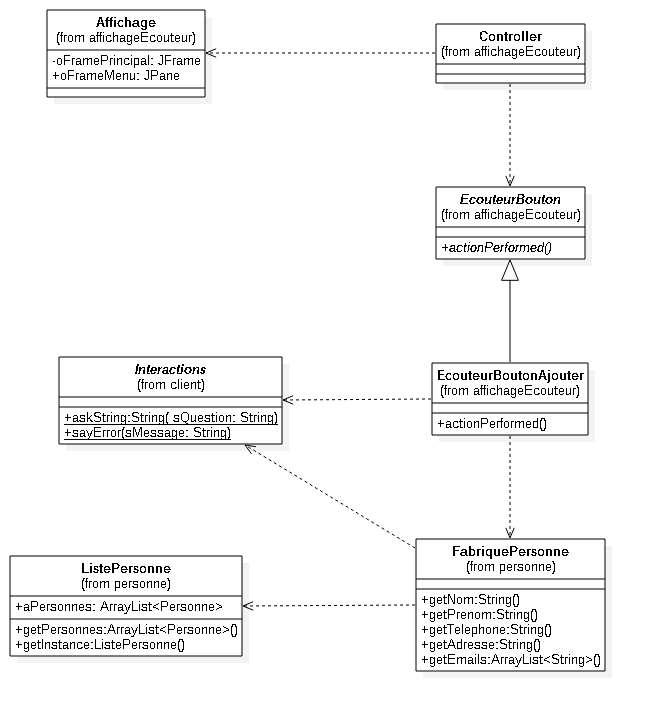 Affichage
(from affichageEcouteur)
-oFramePrincipal: JFrame
+oFrameMenu: JPane
Controller
(from affichageEcouteur)
EcouteurBouton
(from affichageEcouteur)
+actionPerformed()
Interactions
(from client)
+askString:String( sQuestion: String)
+sayError(sMessage: String)
EcouteurBoutonAjouter
(from affichageEcouteur)
+actionPerformed()
ListePersonne
(from personne)
+aPersonnes: ArrayList<Personne>
+getPersonnes:ArrayList<Personne>()
+getInstance:ListePersonne()
FabriquePersonne
(from personne)
+getNom:String()
+getPrenom:String()
+getTelephone:String()
+getAdresse:String()
+getEmails:ArrayList<String>()